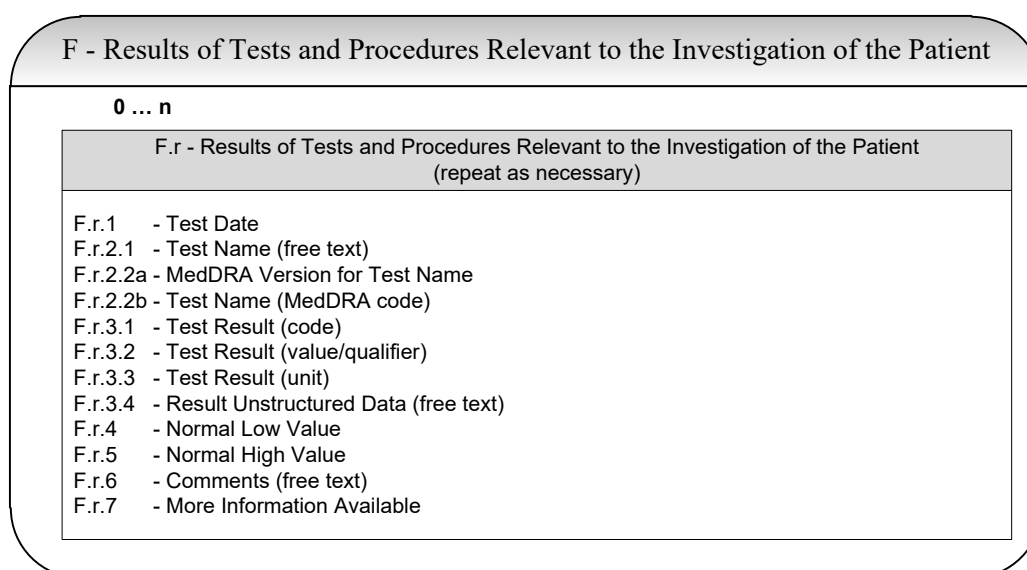 F - Results of Tests and Procedures Relevant to the Investigation of the Patient
0 … n
F.r - Results of Tests and Procedures Relevant to the Investigation of the Patient
(repeat as necessary)
F.r.1 - Test Date
F.r.2.1 - Test Name (free text)
F.r.2.2a - MedDRA Version for Test Name
F.r.2.2b - Test Name (MedDRA code)
F.r.3.1 - Test Result (code)
F.r.3.2 - Test Result (value/qualifier)
F.r.3.3 - Test Result (unit)
F.r.3.4 - Result Unstructured Data (free text)
F.r.4 - Normal Low Value
F.r.5 - Normal High Value
F.r.6 - Comments (free text)
F.r.7 - More Information Available